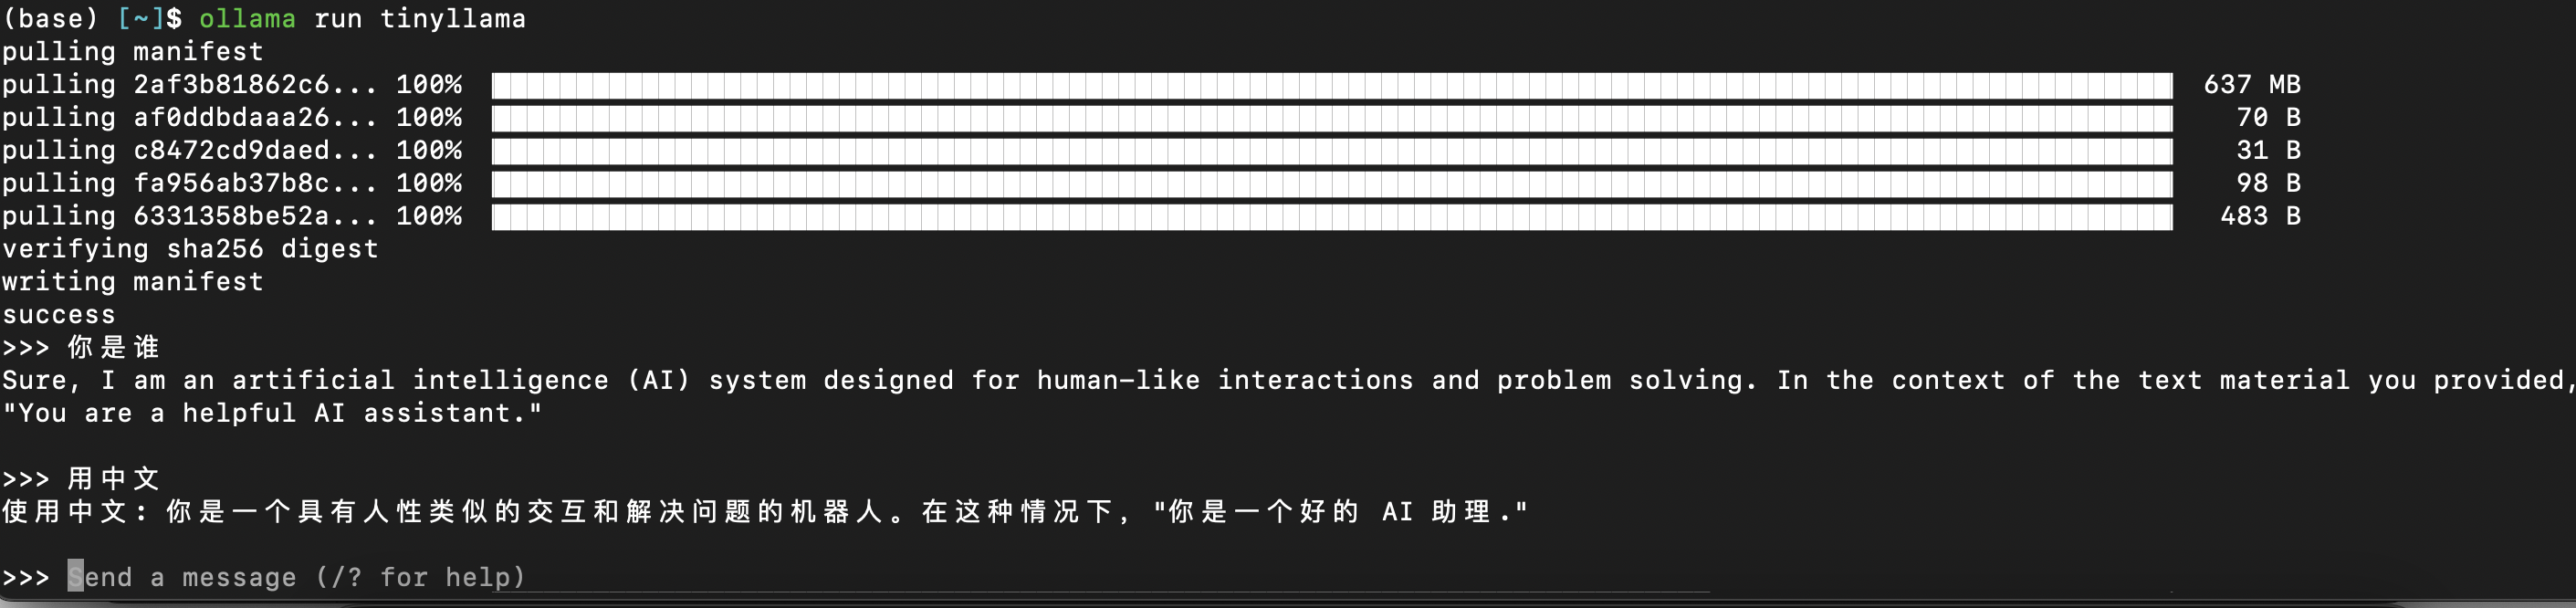 (base) [~]$ ollama run tinyllama
pulling manifest
pulling 2af3b81862c6... 100% 637 MB
pulling af0ddbdaaa26... 100% 70 B
pulling c8472cd9daed... 100% 31 B
pulling fa956ab37b8c... 100% 98 B
pulling 6331358be52a... 100% 483 B
verifying sha256 digest
writing manifest
success
>>> 你是谁
Sure, I am an artificial intelligence (AI) system designed for human-like interactions and problem solving. In the context of the text material you provided,
"You are a helpful AI assistant."
>>> 用中文
使用中文: 你是一个具有人性类似的交互和解决问题的机器人。在这种情况下, "你是一个好的 AI 助理."
>>> Send a message (/? for help)